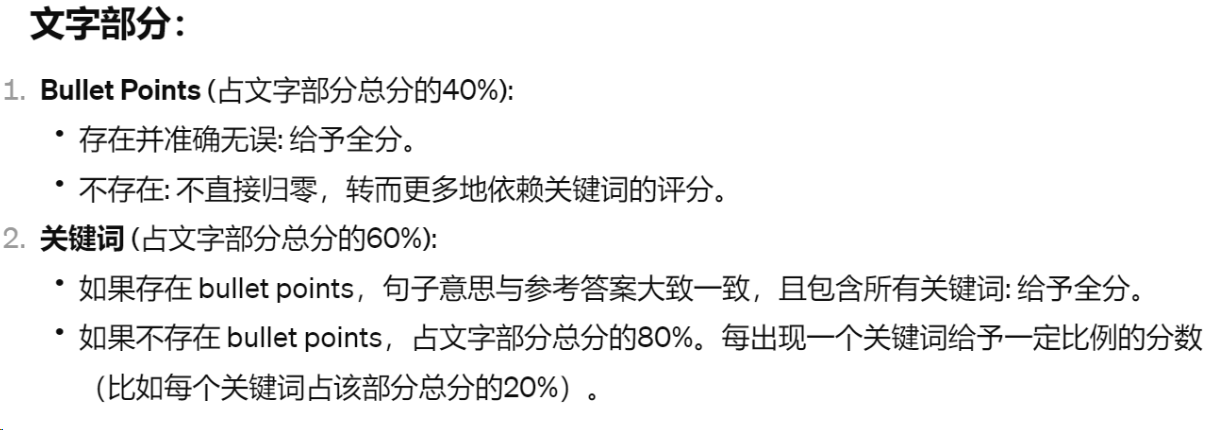 文字部分：
1. Bullet Points (占文字部分总分的40%):
• 存在并准确无误: 给予全分。
• 不存在: 不直接归零，转而更多地依赖关键词的评分。
2. 关键词 (占文字部分总分的60%):
• 如果存在 bullet points，句子意思与参考答案大致一致，且包含所有关键词: 给予全分。
• 如果不存在 bullet points，占文字部分总分的80%。每出现一个关键词给予一定比例的分数
（比如每个关键词占该部分总分的20%）。